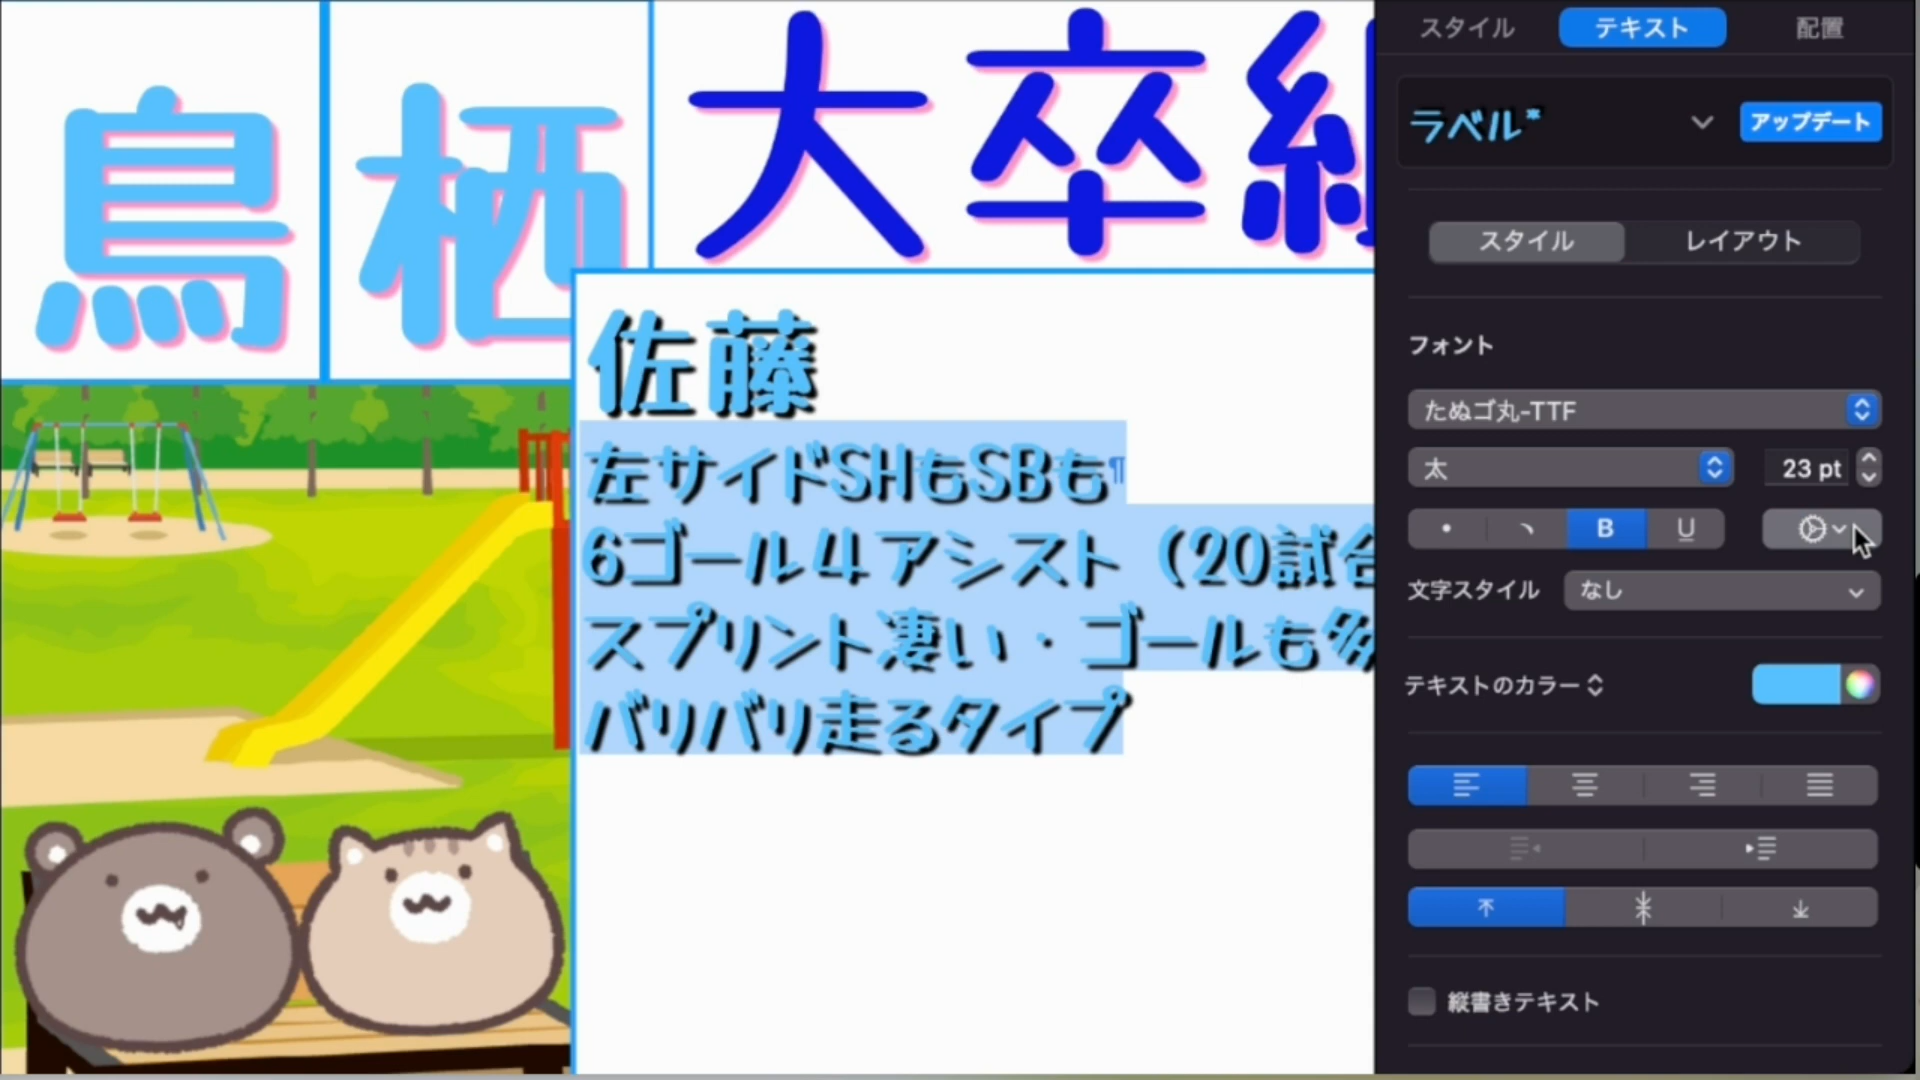 鳥栖
大卒組
佐藤
左サイドSHもSBも
6ゴール4アシスト（20試合
スプリント凄い・ゴールも多
バリバリ走るタイプ
スタイル
テキスト
配置
ラベル*
アップデート
スタイル
レイアウト
フォント
たぬゴ丸-TTF
太
23 pt
B
U
文字スタイル
なし
テキストのカラー
縦書きテキスト